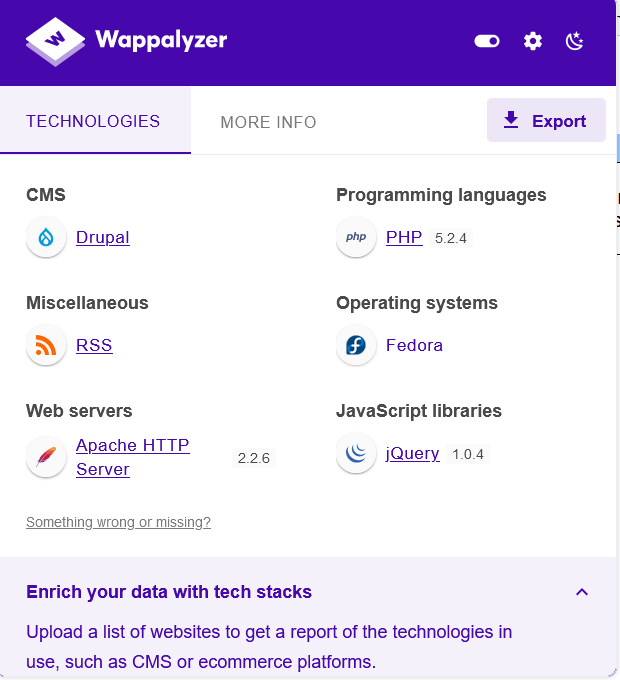 Wappalyzer
TECHNOLOGIES
MORE INFO
Export
CMS
Drupal
Programming languages
php
PHP 5.2.4
Miscellaneous
RSS
Operating systems
Fedora
Web servers
Apache HTTP
Server
2.2.6
JavaScript libraries
jQuery 1.0.4
Something wrong or missing?
Enrich your data with tech stacks
Upload a list of websites to get a report of the technologies in
use, such as CMS or ecommerce platforms.